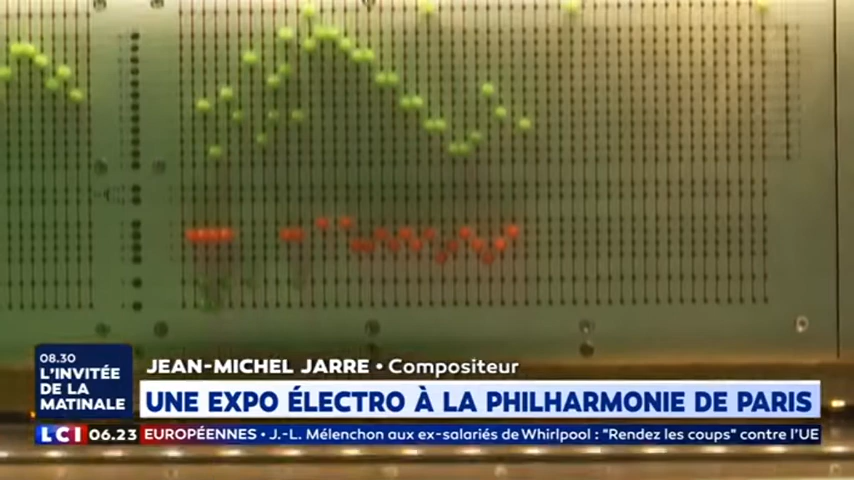 08.30
L'INVITÉE
DE LA
MATINALE
JEAN-MICHEL JARRE • Compositeur
UNE EXPO ÉLECTRO À LA PHILHARMONIE DE PARIS
LCI 06.23 EUROPÉENNES • J.-L. Mélenchon aux ex-salariés de Whirlpool : "Rendez les coups" contre l'UE